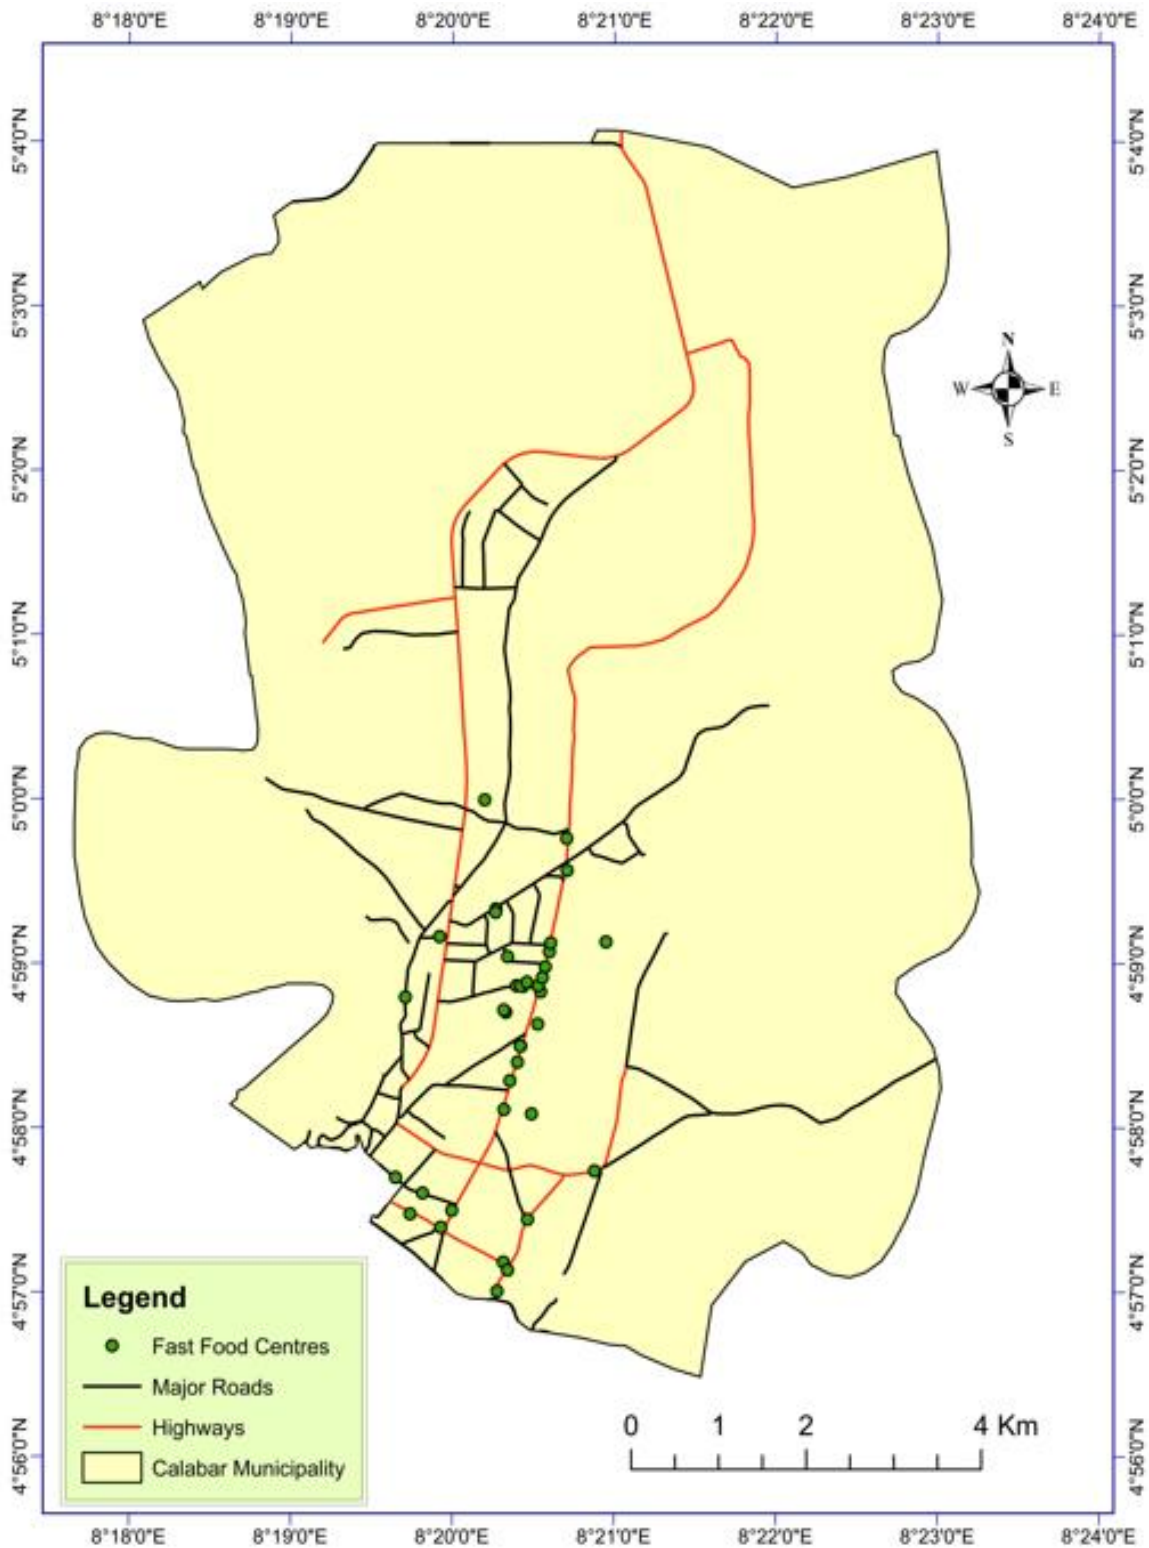 8°18'0"E 8°19'0"E 8°20'0"E 8°21'0"E 8°22'0"E 8°23'0"E 8°24'0"E
5°4'0"N 5°4'0"N
5°3'0"N 5°3'0"N
N
W E
S
5°2'0"N 5°2'0"N
5°1'0"N 5°1'0"N
5°0'0"N 5°0'0"N
4°59'0"N 4°59'0"N
4°58'0"N 4°58'0"N
4°57'0"N 4°57'0"N
Legend
Fast Food Centres
Major Roads
Highways
Calabar Municipality
0 1 2 4 Km
4°56'0"N 4°56'0"N
8°18'0"E 8°19'0"E 8°20'0"E 8°21'0"E 8°22'0"E 8°23'0"E 8°24'0"E